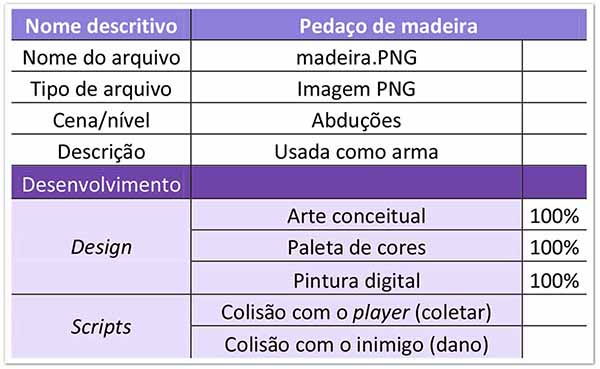 Nome descritivo Pedaço de madeira
Nome do arquivo madeira.PNG
Tipo de arquivo Imagem PNG
Cena/nível Abduções
Descrição Usada como arma
Desenvolvimento
Design
Arte conceitual 100%
Paleta de cores 100%
Pintura digital 100%
Scripts
Colisão com o player (coletar)
Colisão com o inimigo (dano)